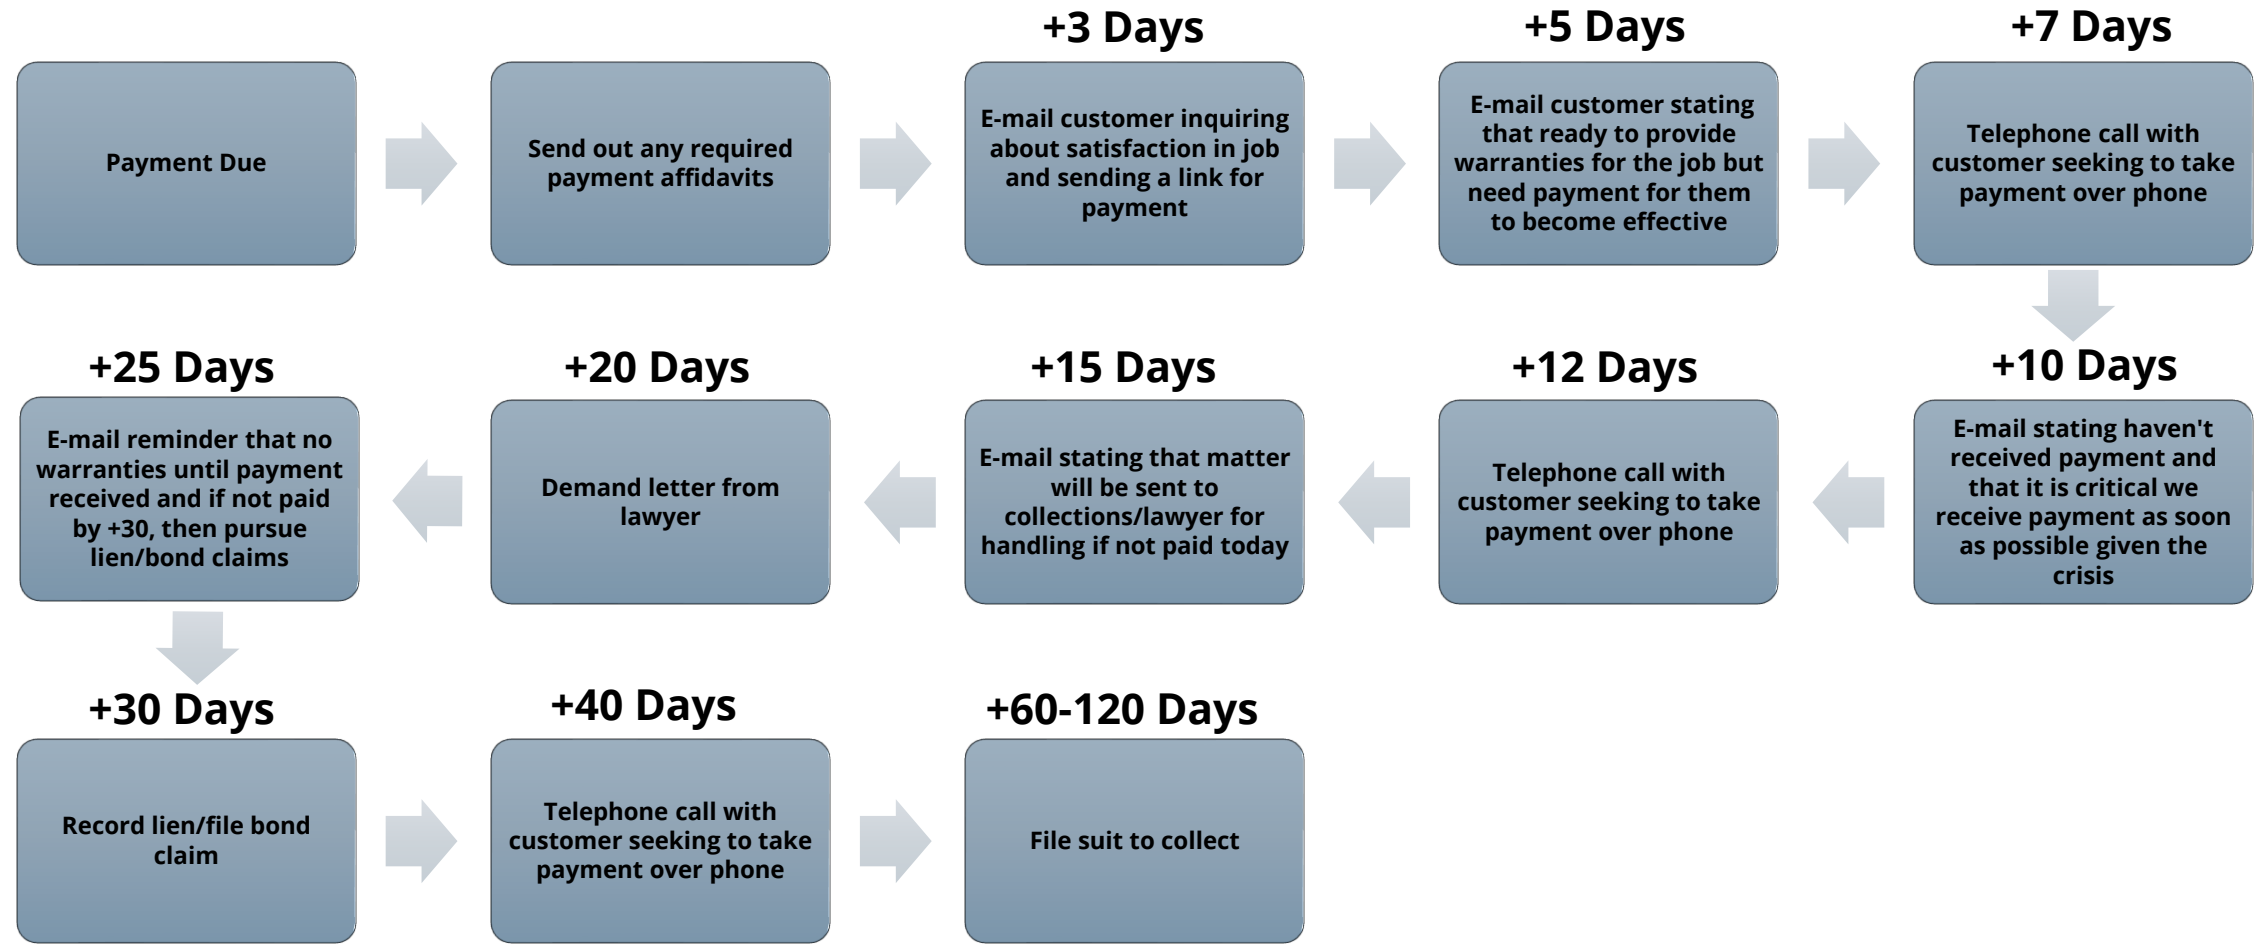 Payment Due
Send out any required
payment affidavits
+3 Days
E-mail customer inquiring
about satisfaction in job
and sending a link for
payment
+5 Days
E-mail customer stating
that ready to provide
warranties for the job but
need payment for them
to become effective
+7 Days
Telephone call with
customer seeking to take
payment over phone
+10 Days
E-mail stating haven't
received payment and
that it is critical we
receive payment as soon
as possible given the
crisis
+12 Days
Telephone call with
customer seeking to take
payment over phone
+15 Days
E-mail stating that matter
will be sent to
collections/lawyer for
handling if not paid today
+20 Days
Demand letter from
lawyer
+25 Days
E-mail reminder that no
warranties until payment
received and if not paid
by +30, then pursue
lien/bond claims
+30 Days
Record lien/file bond
claim
+40 Days
Telephone call with
customer seeking to take
payment over phone
+60-120 Days
File suit to collect